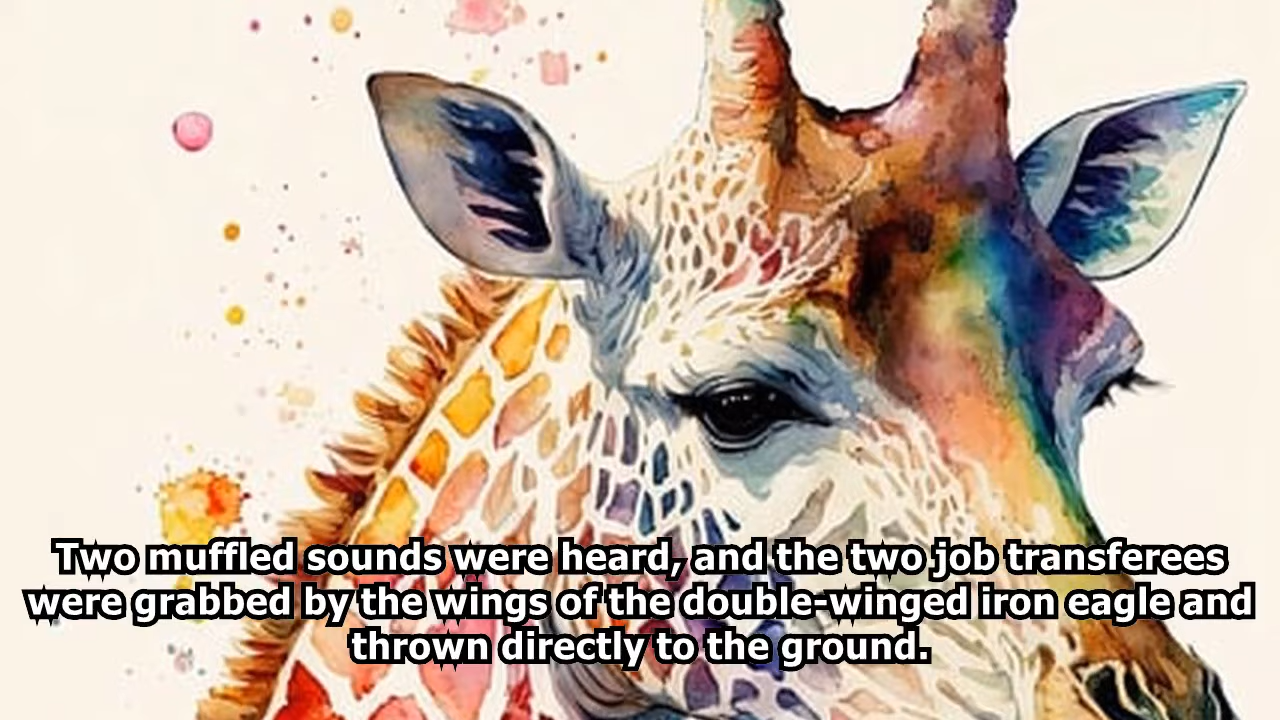 Two muffled sounds were heard, and the two job transferees
were grabbed by the wings of the double-winged iron eagle and
thrown directly to the ground.